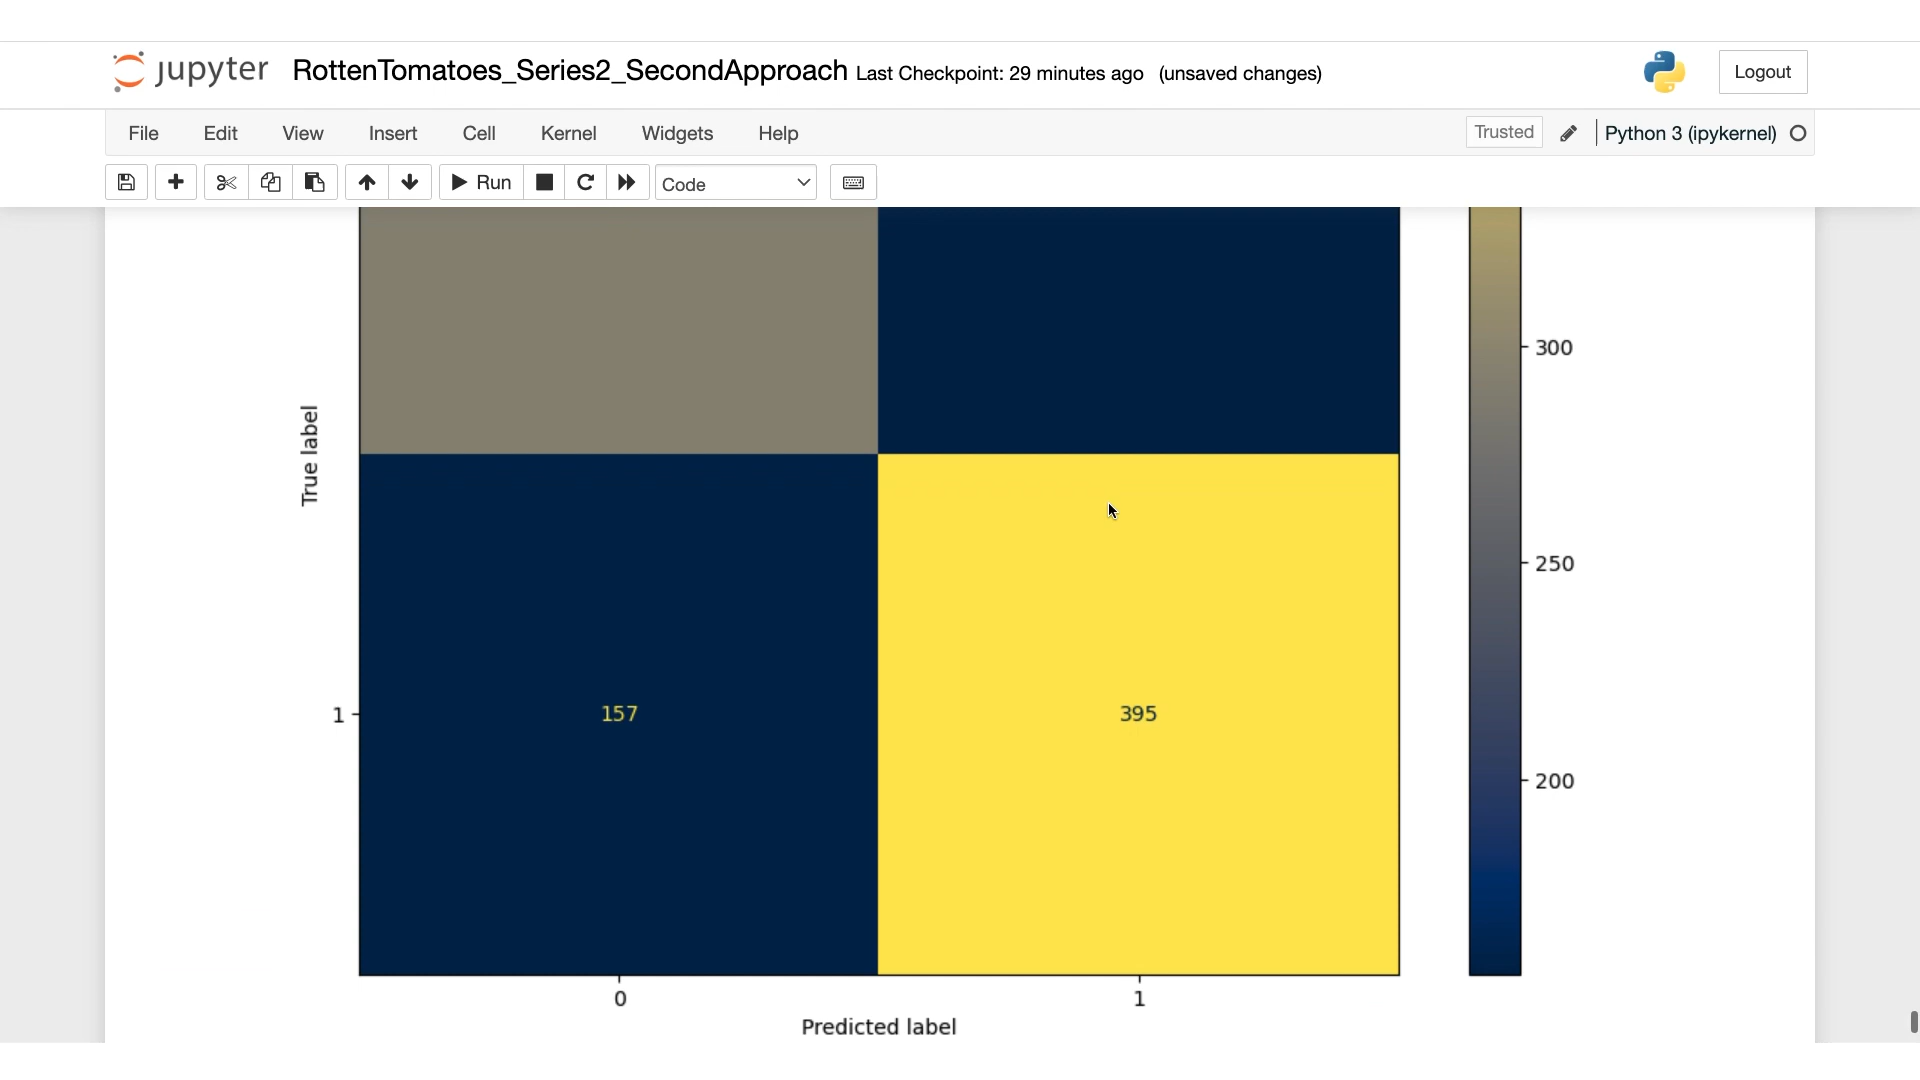 jupyter RottenTomatoes_Series2_SecondApproach Last Checkpoint: 29 minutes ago (unsaved changes) Logout
File Edit View Insert Cell Kernel Widgets Help Trusted Python 3 (ipykernel)
Run Code
300
True label
250
1 157 395
200
0 1
Predicted label